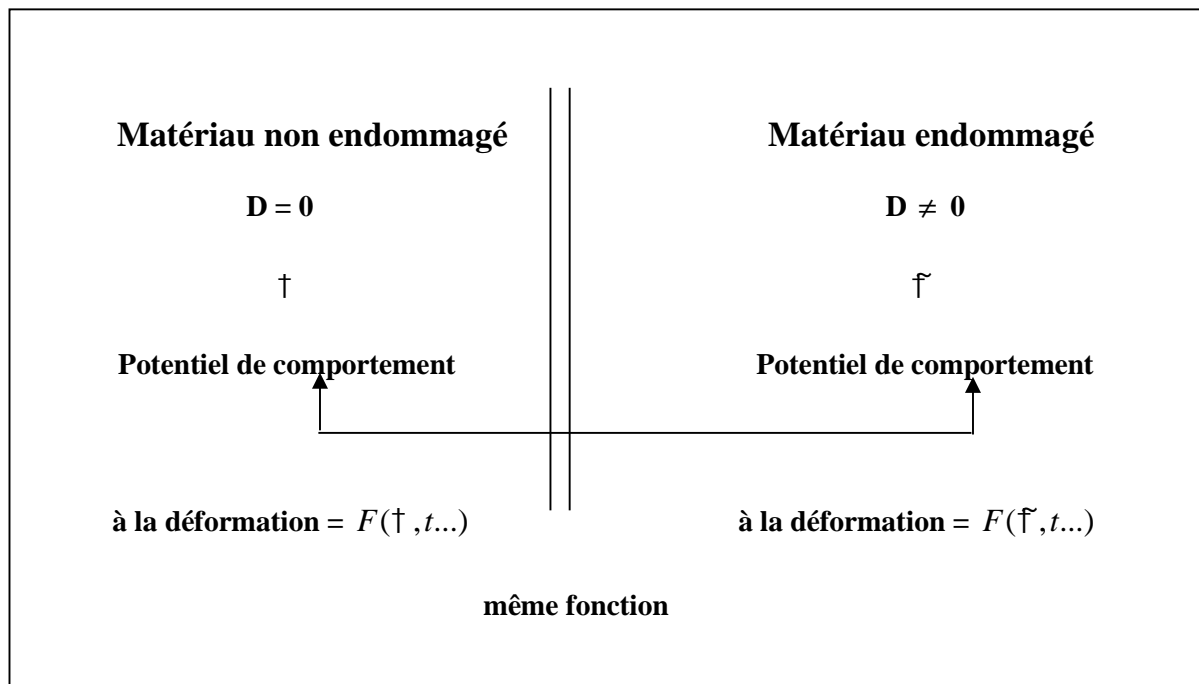 Matériau non endommagé Matériau endommagé
D = 0 D ≠ 0
† †̃
Potentiel de comportement Potentiel de comportement
à la déformation = F(† ,t...) à la déformation = F(†̃ ,t...)
même fonction